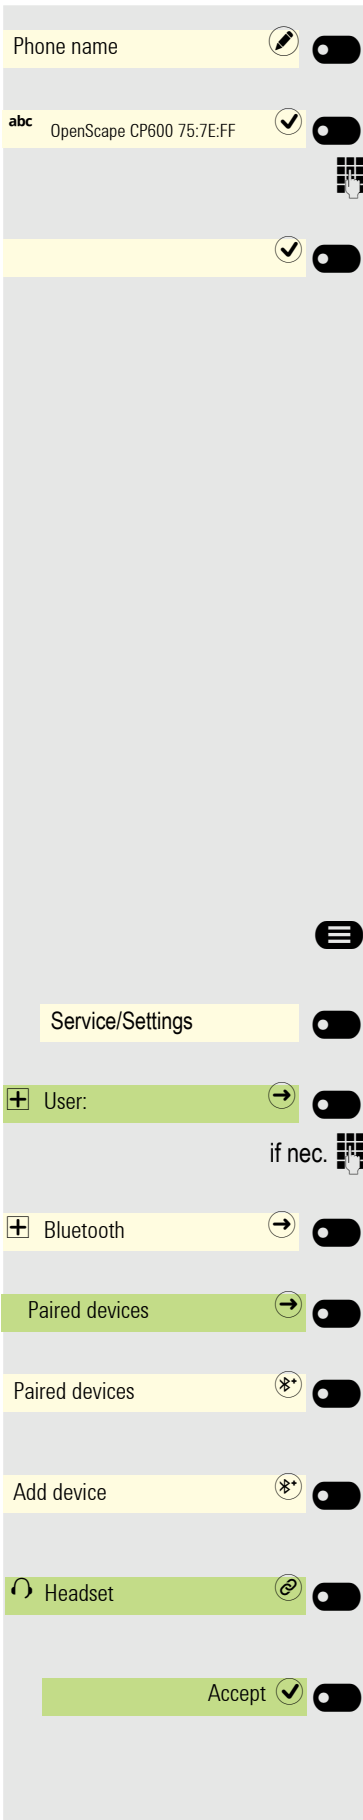 Phone name
abc
OpenScape CP600 75:7E:FF
Service/Settings
User:
if nec.
Bluetooth
Paired devices
Paired devices
Add device
Headset
Accept